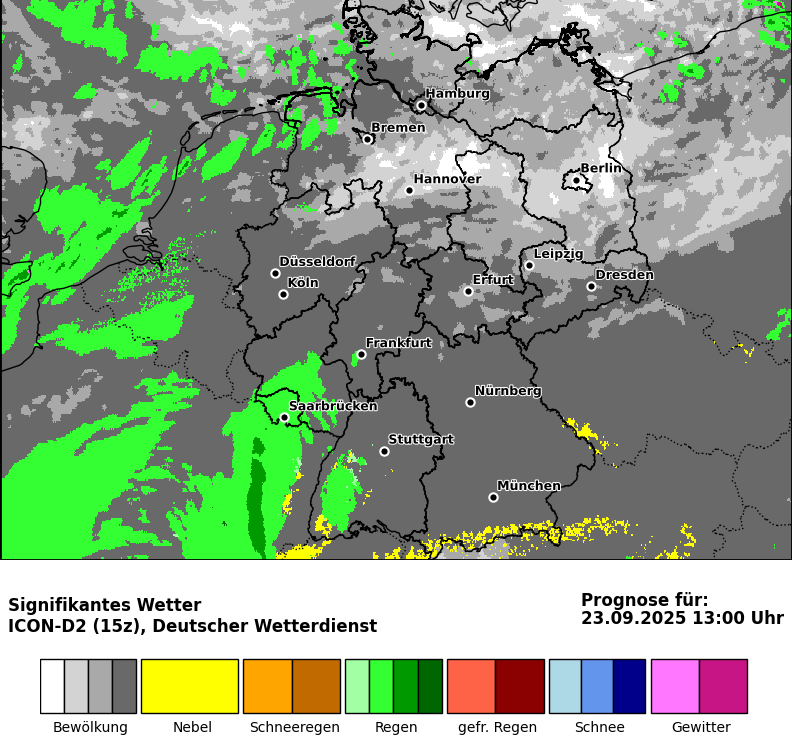 Hamburg
Bremen
Berlin
Hannover
Leipzig
Düsseldorf
Dresden
Köln
Erfurt
Frankfurt
Nürnberg
Saarbrücken
Stuttgart
München
Signifikantes Wetter
ICON-D2 (15z), Deutscher Wetterdienst
Prognose für:
23.09.2025 13:00 Uhr
Bewölkung Nebel Schneeregen Regen gefr. Regen Schnee Gewitter